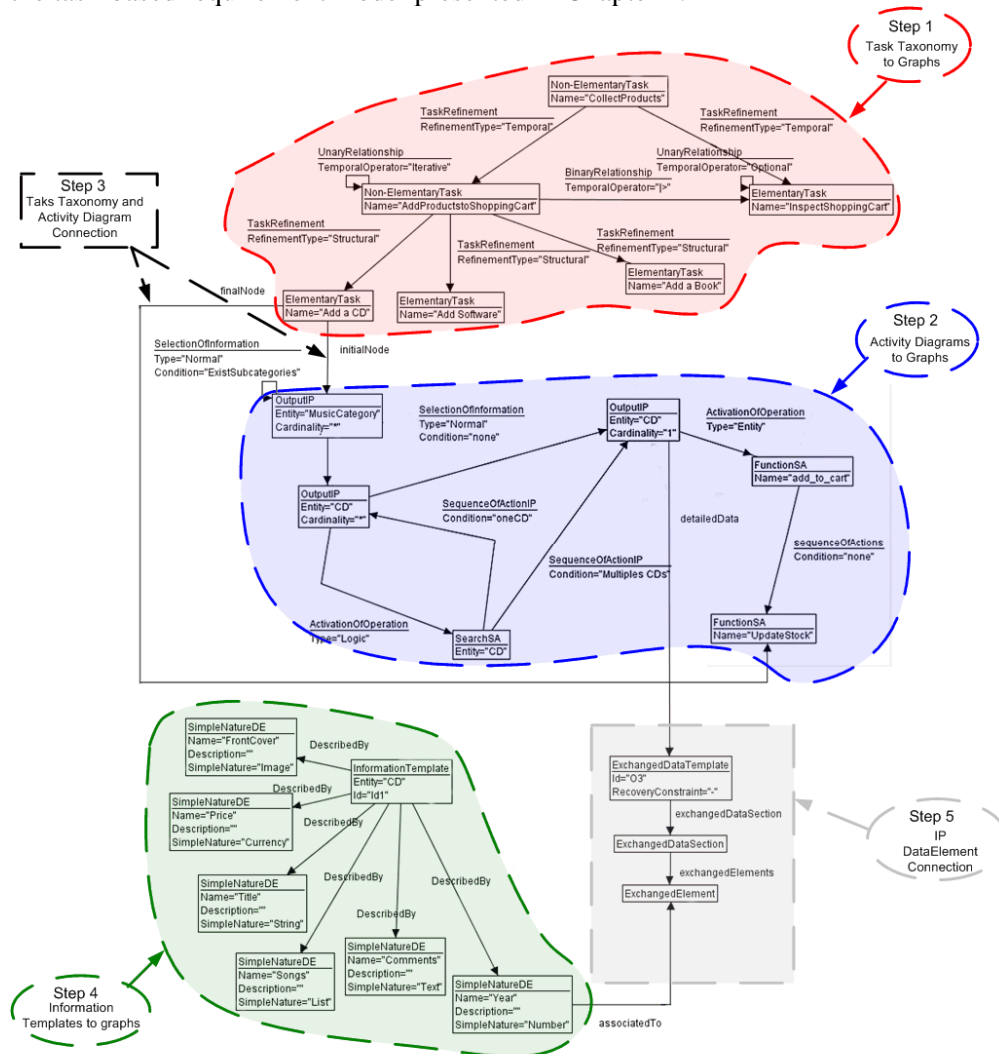 Step 1
Task Taxonomy
to Graphs
Non-ElementaryTask
Name="CollectProducts"
TaskRefinement
RefinementType="Temporal"
TaskRefinement
RefinementType="Temporal"
UnaryRelationship
TemporalOperator="Iterative"
UnaryRelationship
TemporalOperator="Optional"
BinaryRelationship
TemporalOperator="|>"
Non-ElementaryTask
Name="AddProductstoShoppingCart"
ElementaryTask
Name="InspectShoppingCart"
Step 3
Taks Taxonomy and
Activity Diagram
Connection
TaskRefinement
RefinementType="Structural"
TaskRefinement
RefinementType="Structural"
TaskRefinement
RefinementType="Structural"
ElementaryTask
Name="Add a Book"
finalNode
ElementaryTask
Name="Add a CD"
ElementaryTask
Name="Add Software"
Step 2
Activity Diagrams
to Graphs
SelectionOfInformation
Type="Normal"
Condition="ExistSubcategories"
initialNode
OutputIP
Entity="MusicCategory"
Cardinality="*"
SelectionOfInformation
Type="Normal"
Condition="none"
OutputIP
Entity="CD"
Cardinality="1"
ActivationOfOperation
Type="Entity"
FunctionSA
Name="add_to_cart"
OutputIP
Entity="CD"
Cardinality="*"
SequenceOfActionIP
Condition="oneCD"
detailedData
sequenceOfActions
Condition="none"
SequenceOfActionIP
Condition="Multiples CDs"
ActivationOfOperation
Type="Logic"
SearchSA
Entity="CD"
FunctionSA
Name="UpdateStock"
SimpleNatureDE
Name="FrontCover"
Description=""
SimpleNature="Image"
DescribedBy
InformationTemplate
Entity="CD"
Id="Id1"
DescribedBy
SimpleNatureDE
Name="Price"
Description=""
SimpleNature="Currency"
DescribedBy
ExchangedDataTemplate
Id="O3"
RecoveryConstraint="-"
exchangedDataSection
ExchangedDataSection
exchangedElements
ExchangedElement
Step 5
IP
DataElement
Connection
SimpleNatureDE
Name="Title"
Description=""
SimpleNature="String"
DescribedBy
DescribedBy
DescribedBy
SimpleNatureDE
Name="Songs"
Description=""
SimpleNature="List"
SimpleNatureDE
Name="Comments"
Description=""
SimpleNature="Text"
SimpleNatureDE
Name="Year"
Description=""
SimpleNature="Number"
associatedTo
Step 4
Information
Templates to graphs